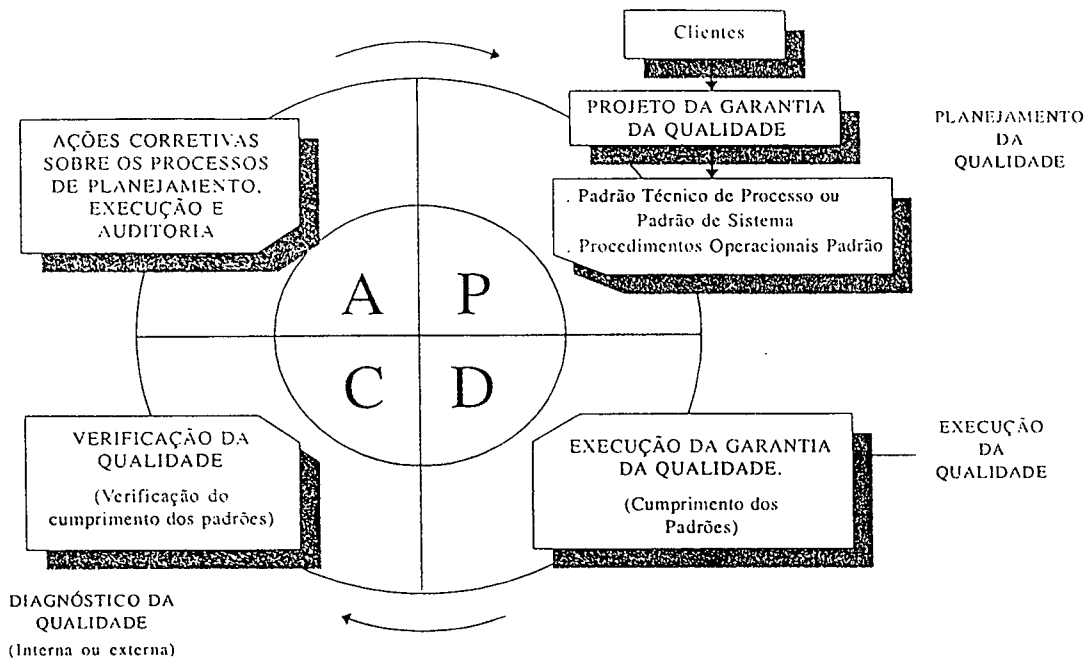 Clientes
PROJETO DA GARANTIA
DA QUALIDADE
PLANEJAMENTO
DA
QUALIDADE
. Padrão Técnico de Processo ou
Padrão de Sistema
. Procedimentos Operacionais Padrão
AÇÕES CORRETIVAS
SOBRE OS PROCESSOS
DE PLANEJAMENTO,
EXECUÇÃO E
AUDITORIA
A P
C D
VERIFICAÇÃO DA
QUALIDADE
(Verificação do
cumprimento dos padrões)
EXECUÇÃO DA GARANTIA
DA QUALIDADE.
(Cumprimento dos
Padrões)
EXECUÇÃO
DA
QUALIDADE
DIAGNÓSTICO DA
QUALIDADE
(Interna ou externa)